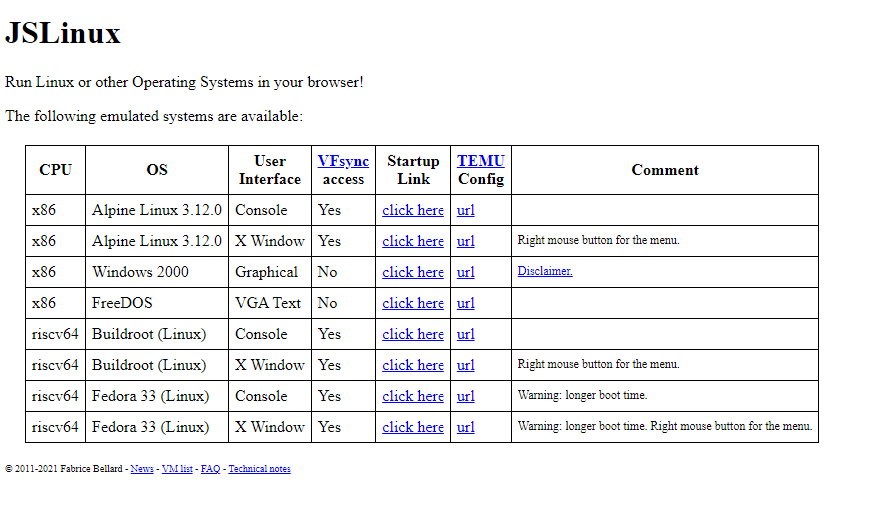 JSLinux
Run Linux or other Operating Systems in your browser!
The following emulated systems are available:
CPU OS User Interface VFsync access Startup Link TEMU Config Comment
x86 Alpine Linux 3.12.0 Console Yes click here url
x86 Alpine Linux 3.12.0 X Window Yes click here url Right mouse button for the menu.
x86 Windows 2000 Graphical No click here url Disclaimer.
x86 FreeDOS VGA Text No click here url
riscv64 Buildroot (Linux) Console Yes click here url
riscv64 Buildroot (Linux) X Window Yes click here url Right mouse button for the menu.
riscv64 Fedora 33 (Linux) Console Yes click here url Warning: longer boot time.
riscv64 Fedora 33 (Linux) X Window Yes click here url Warning: longer boot time. Right mouse button for the menu.
© 2011-2021 Fabrice Bellard - News - VM list - FAQ - Technical notes